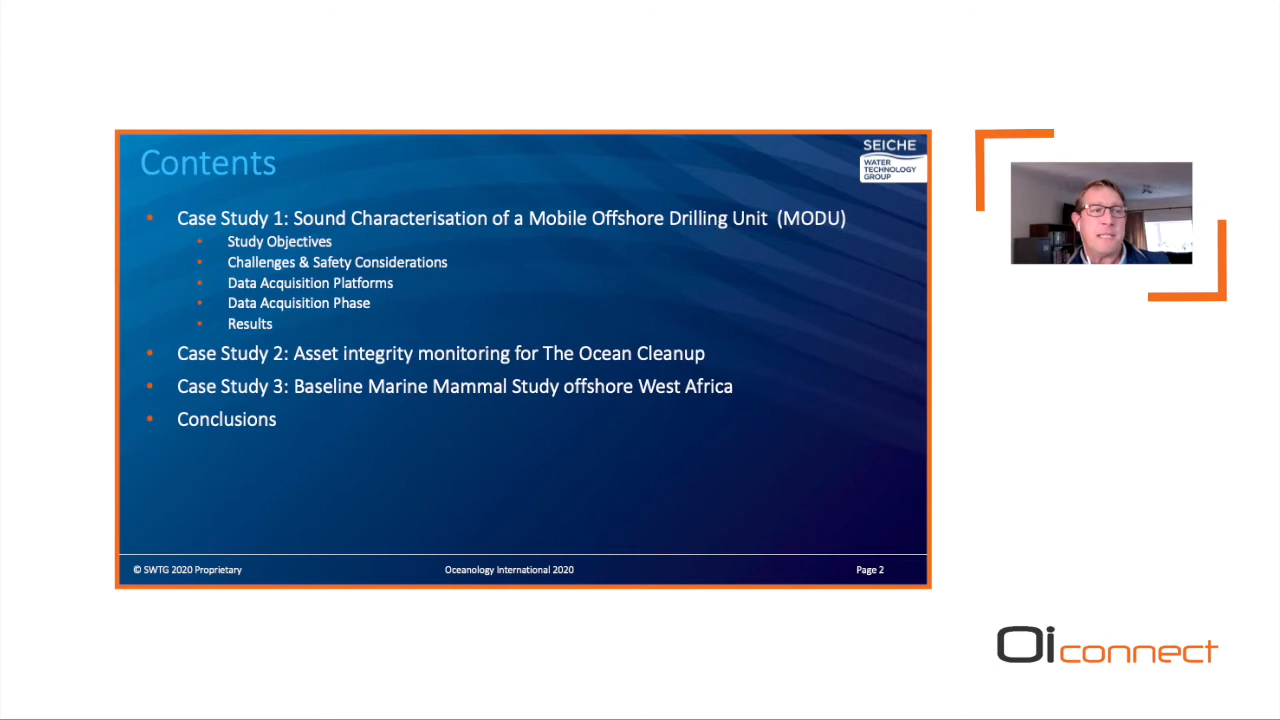 Contents
SEICHE
WATER
TECHNOLOGY
GROUP
Case Study 1: Sound Characterisation of a Mobile Offshore Drilling Unit (MODU)
Study Objectives
Challenges & Safety Considerations
Data Acquisition Platforms
Data Acquisition Phase
Results
Case Study 2: Asset integrity monitoring for The Ocean Cleanup
Case Study 3: Baseline Marine Mammal Study offshore West Africa
Conclusions
© SWTG 2020 Proprietary
Oceanology International 2020
Page 2
Oi connect